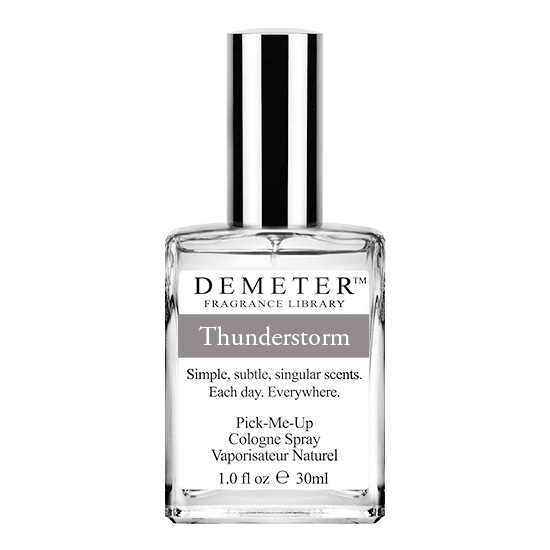 DEMETER™
FRAGRANCE LIBRARY
Thunderstorm
Simple, subtle, singular scents.
Each day. Everywhere.
Pick-Me-Up
Cologne Spray
Vaporisateur Naturel
1.0 fl oz ℮ 30ml